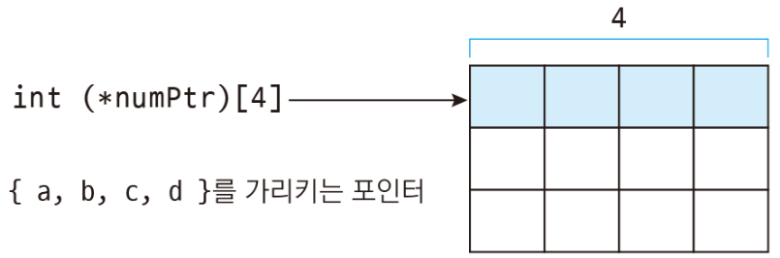 4
int (*numPtr)[4]
{ a, b, c, d }를 가리키는 포인터